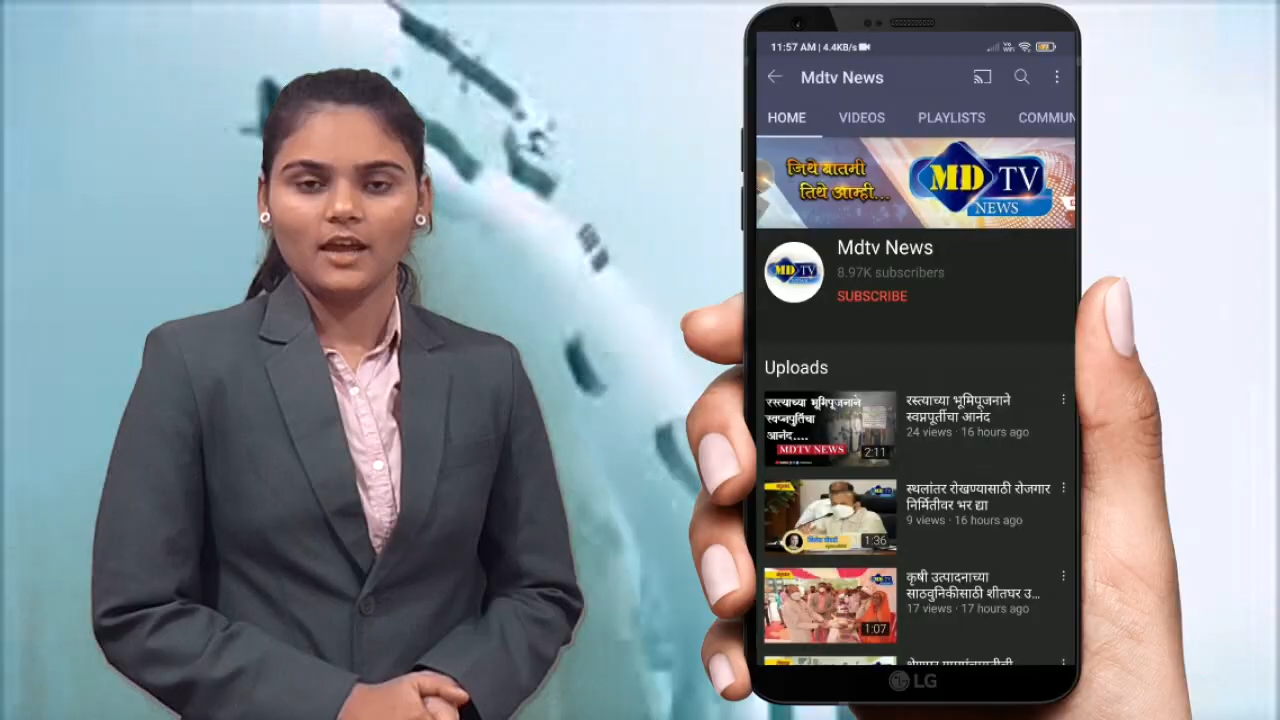 11:57 AM | 4.4KB/s
Mdtv News
HOME VIDEOS PLAYLISTS COMMUN
जिथे बातमी
तिथे आम्ही...
MD TV
NEWS
Mdtv News
8.97K subscribers
SUBSCRIBE
MD TV
Uploads
रस्त्याच्या भूमिपूजनाने
स्वप्नपुर्तिचा
आनंद....
MDTV NEWS
2:11
रस्त्याच्या भूमिपूजनाने
स्वप्नपूर्तीचा आनंद
24 views · 16 hours ago
1:36
स्थलांतर रोखण्यासाठी रोजगार
निर्मितीवर भर द्या
9 views · 16 hours ago
1:07
कृषी उत्पादनाच्या
साठवुनिकीसाठी शीतघर उ...
17 views · 17 hours ago
LG